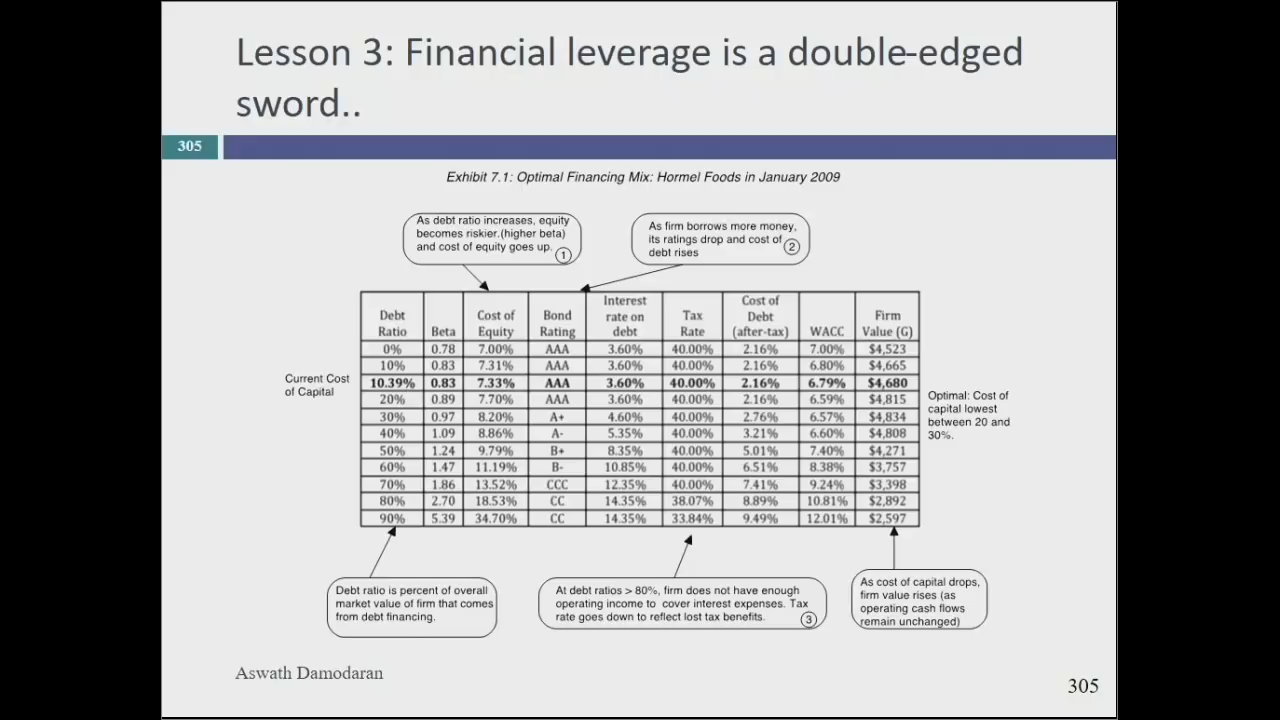 Lesson 3: Financial leverage is a double-edged
sword..
305
Exhibit 7.1: Optimal Financing Mix: Hormel Foods in January 2009
As debt ratio increases, equity
becomes riskier.(higher beta)
and cost of equity goes up.
1
As firm borrows more money,
its ratings drop and cost of
debt rises
2
Debt Ratio Beta Cost of Equity Bond Rating Interest rate on debt Tax Rate Cost of Debt (after-tax) WACC Firm Value (G)
0% 0.78 7.00% AAA 3.60% 40.00% 2.16% 7.00% $4,523
10% 0.83 7.31% AAA 3.60% 40.00% 2.16% 6.80% $4,665
Current Cost
of Capital
10.39% 0.83 7.33% AAA 3.60% 40.00% 2.16% 6.79% $4,680
20% 0.89 7.70% AAA 3.60% 40.00% 2.16% 6.59% $4,815
30% 0.97 8.20% A+ 4.60% 40.00% 2.76% 6.57% $4,834
40% 1.09 8.86% A- 5.35% 40.00% 3.21% 6.60% $4,808
50% 1.24 9.79% B+ 8.35% 40.00% 5.01% 7.40% $4,271
60% 1.47 11.19% B- 10.85% 40.00% 6.51% 8.38% $3,757
70% 1.86 13.52% CCC 12.35% 40.00% 7.41% 9.24% $3,398
80% 2.70 18.53% CC 14.35% 38.07% 8.89% 10.81% $2,892
90% 5.39 34.70% CC 14.35% 33.84% 9.49% 12.01% $2,597
Optimal: Cost of
capital lowest
between 20 and
30%.
Debt ratio is percent of overall
market value of firm that comes
from debt financing.
At debt ratios > 80%, firm does not have enough
operating income to cover interest expenses. Tax
rate goes down to reflect lost tax benefits.
3
As cost of capital drops,
firm value rises (as
operating cash flows
remain unchanged)
Aswath Damodaran
305